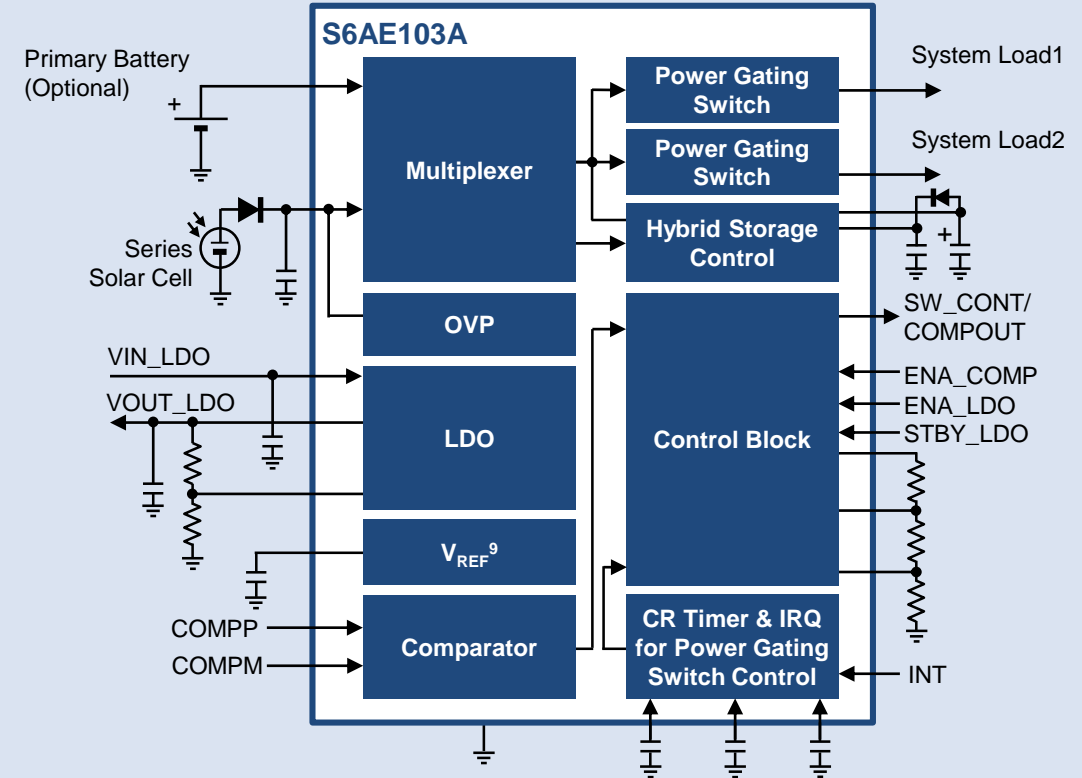 S6AE103A
Primary Battery
(Optional)
+
Series
Solar Cell
VIN_LDO
VOUT_LDO
COMPP
COMPM
Multiplexer
OVP
LDO
VREF9
Comparator
Power Gating
Switch
Power Gating
Switch
Hybrid Storage
Control
Control Block
CR Timer & IRQ
for Power Gating
Switch Control
System Load1
System Load2
+
SW_CONT/
COMPOUT
ENA_COMP
ENA_LDO
STBY_LDO
INT